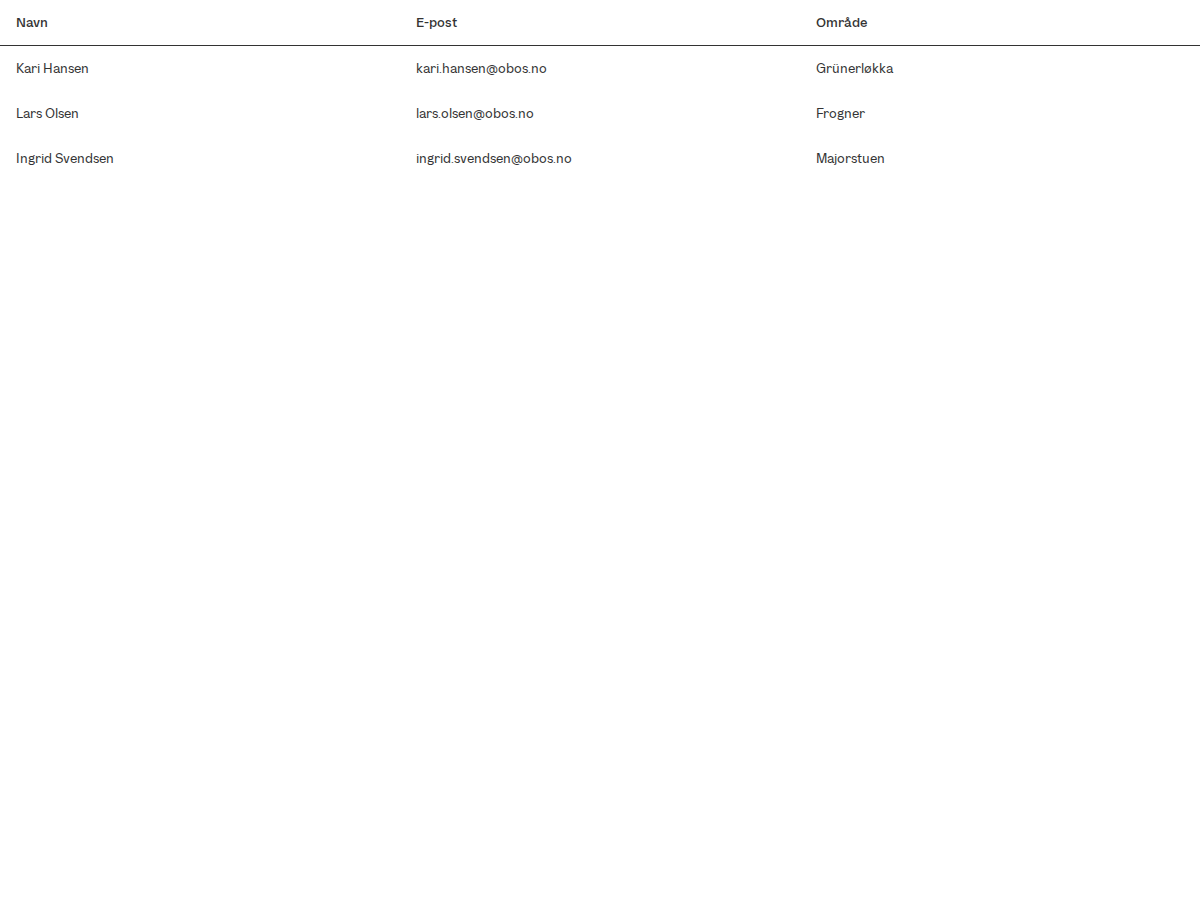 Navn E-post Område
Kari Hansen kari.hansen@obos.no Grünerløkka
Lars Olsen lars.olsen@obos.no Frogner
Ingrid Svendsen ingrid.svendsen@obos.no Majorstuen